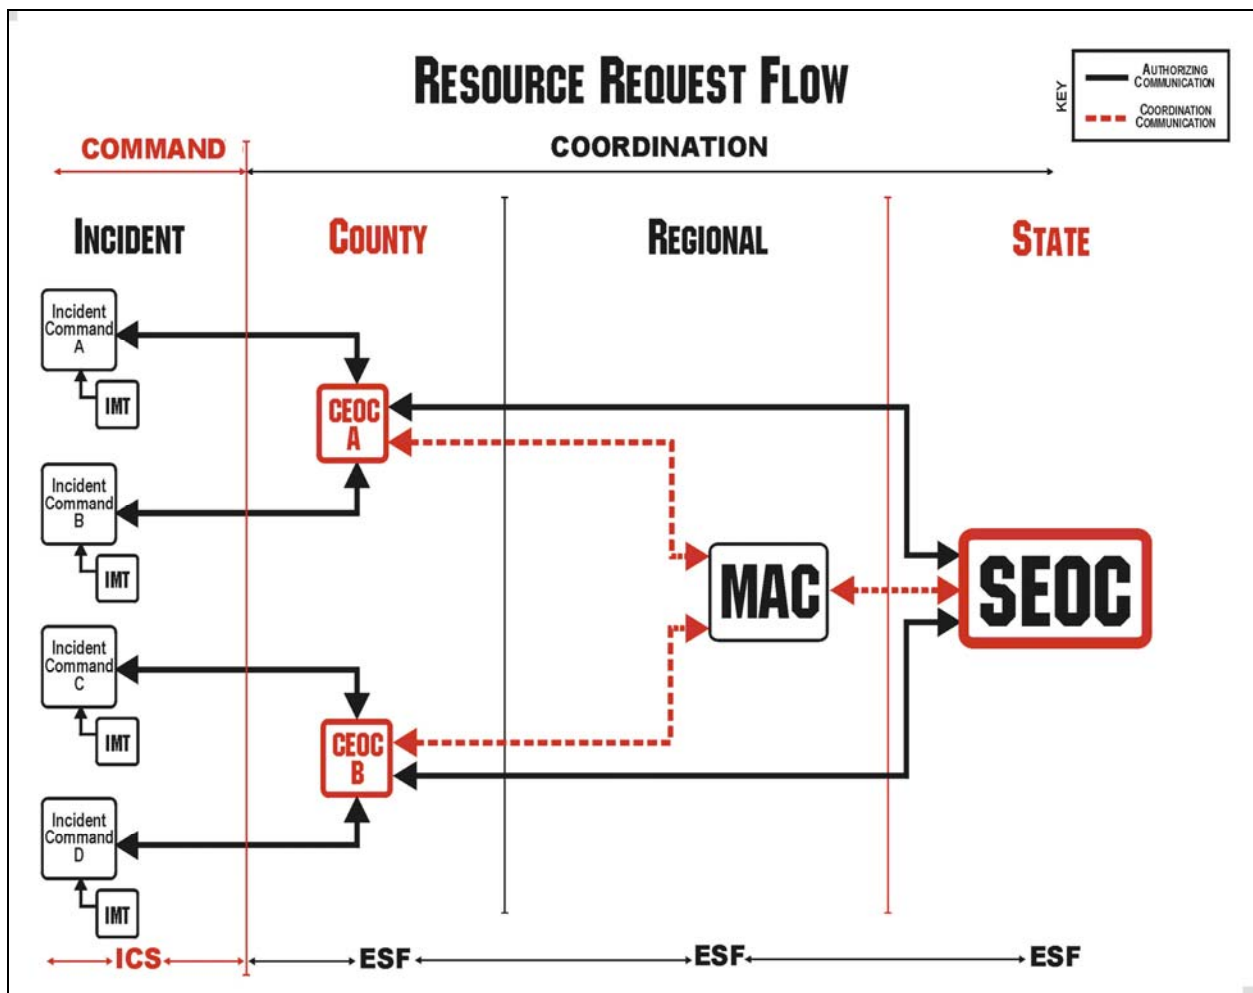 RESOURCE REQUEST FLOW
KEY
AUTHORIZING
COMMUNICATION
COORDINATION
COMMUNICATION
COMMAND
COORDINATION
INCIDENT
COUNTY
REGIONAL
STATE
Incident
Command
A
IMT
CEOC
A
Incident
Command
B
IMT
MAC
SEOC
Incident
Command
C
IMT
CEOC
B
Incident
Command
D
IMT
ICS
ESF
ESF
ESF